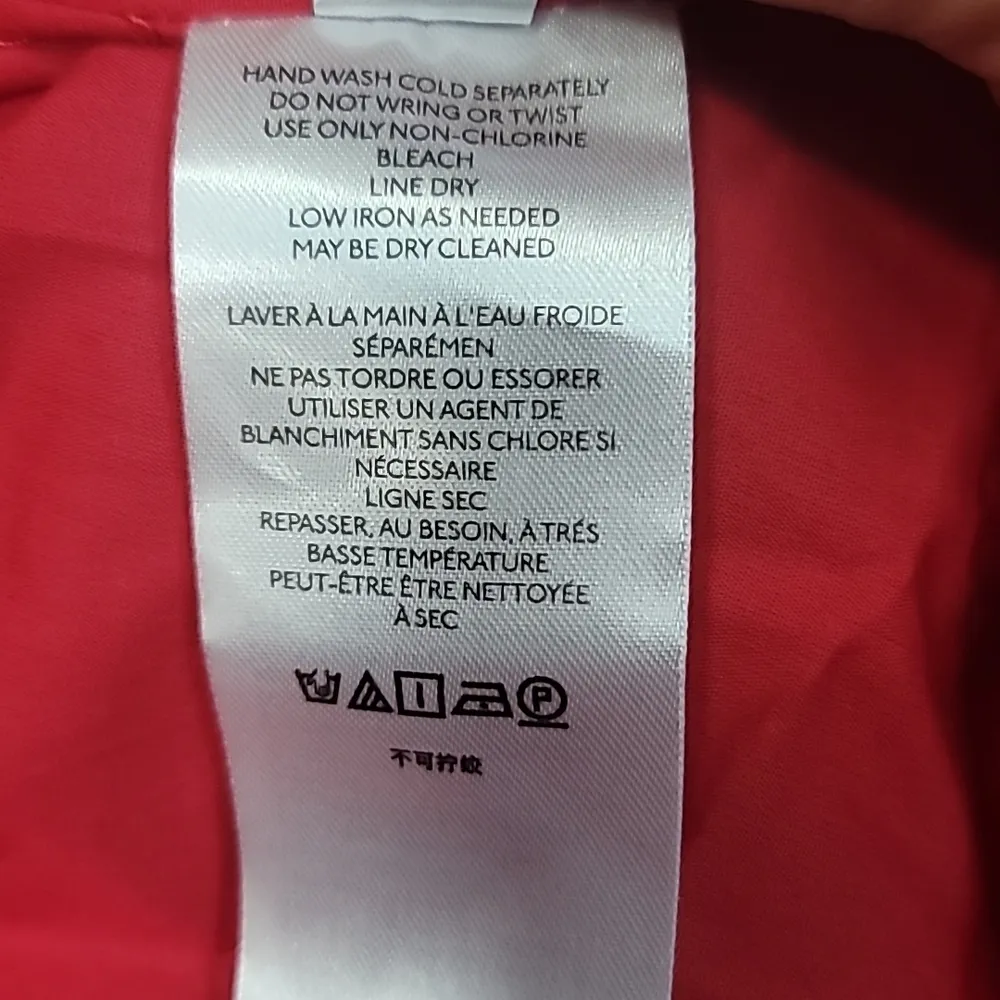 HAND WASH COLD SEPARATELY
DO NOT WRING OR TWIST
USE ONLY NON-CHLORINE
BLEACH
LINE DRY
LOW IRON AS NEEDED
MAY BE DRY CLEANED
LAVER À LA MAIN À L'EAU FROIDE
SÉPARÉMEN
NE PAS TORDRE OU ESSORER
UTILISER UN AGENT DE
BLANCHIMENT SANS CHLORE SI
NÉCESSAIRE
LIGNE SEC
REPASSER, AU BESOIN, À TRÉS
BASSE TEMPÉRATURE
PEUT-ÊTRE ÊTRE NETTOYÉE
À SEC
P
不可拧绞